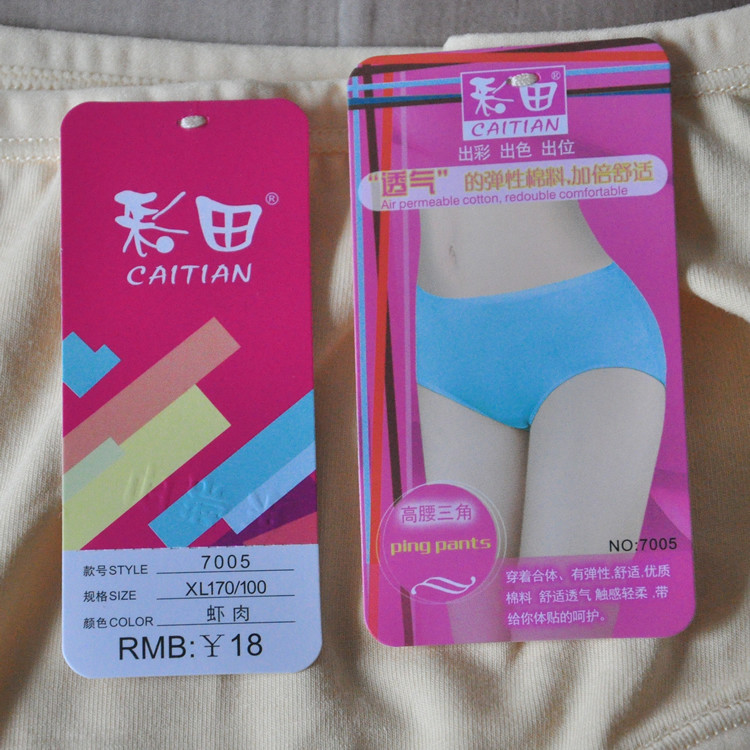 彩田®
CAITIAN
款号STYLE 7005
规格SIZE XL170/100
颜色COLOR 虾肉
RMB:￥18
彩田®
CAITIAN
出彩 出色 出位
“透气”的弹性棉料,加倍舒适
Air permeable cotton, redouble comfortable
高腰三角
ping pants
NO:7005
穿着合体、有弹性,舒适,优质
棉料 舒适透气 触感轻柔 ,带
给你体贴的呵护。